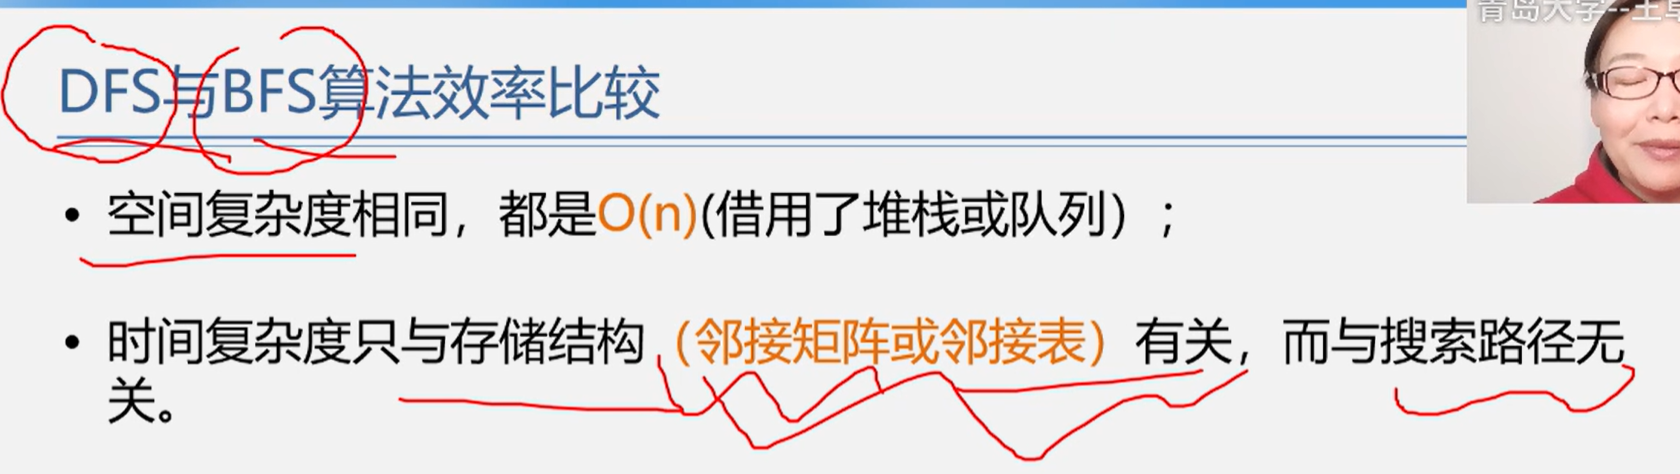 青岛大学--王卓
DFS与BFS算法效率比较
• 空间复杂度相同，都是O(n)(借用了堆栈或队列）；
• 时间复杂度只与存储结构（邻接矩阵或邻接表）有关，而与搜索路径无
关。